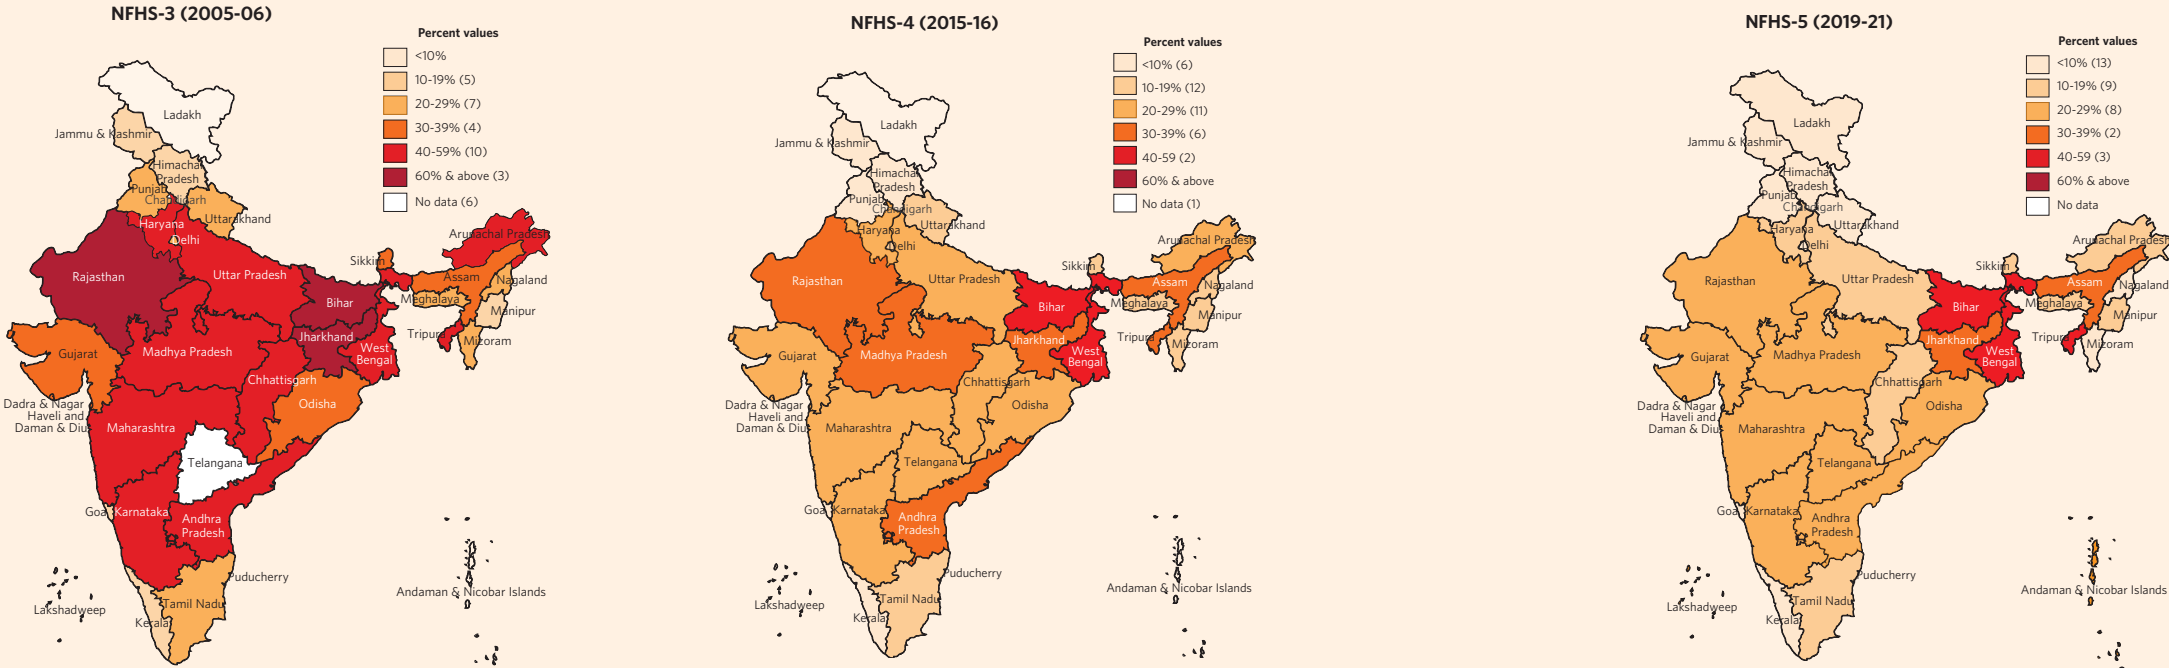 NFHS-3 (2005-06)
Percent values
<10%
10-19% (5)
20-29% (7)
30-39% (4)
40-59% (10)
60% & above (3)
No data (6)
Ladakh
Jammu & Kashmir
Himachal
Pradesh
Punjab
Chandigarh
Uttarakhand
Haryana
Delhi
Arunachal Pradesh
Rajasthan
Uttar Pradesh
Sikkim
Assam
Nagaland
Bihar
Meghalaya
Manipur
Jharkhand
Tripura
Mizoram
Gujarat
Madhya Pradesh
West
Bengal
Chhattisgarh
Dadra & Nagar
Haveli and
Daman & Diu
Odisha
Maharashtra
Telangana
Goa
Karnataka
Andhra
Pradesh
Puducherry
Andaman & Nicobar Islands
Lakshadweep
Tamil Nadu
Kerala
NFHS-4 (2015-16)
Percent values
<10% (6)
10-19% (12)
20-29% (11)
30-39% (6)
40-59 (2)
60% & above
No data (1)
Ladakh
Jammu & Kashmir
Himachal
Pradesh
Punjab
Chandigarh
Uttarakhand
Haryana
Delhi
Arunachal Pradesh
Rajasthan
Uttar Pradesh
Sikkim
Assam
Nagaland
Bihar
Meghalaya
Manipur
Jharkhand
Tripura
Mizoram
Gujarat
Madhya Pradesh
West
Bengal
Chhattisgarh
Dadra & Nagar
Haveli and
Daman & Diu
Odisha
Maharashtra
Telangana
Goa
Karnataka
Andhra
Pradesh
Puducherry
Andaman & Nicobar Islands
Lakshadweep
Tamil Nadu
Kerala
NFHS-5 (2019-21)
Percent values
<10% (13)
10-19% (9)
20-29% (8)
30-39% (2)
40-59 (3)
60% & above
No data
Ladakh
Jammu & Kashmir
Himachal
Pradesh
Punjab
Chandigarh
Uttarakhand
Haryana
Delhi
Arunachal Pradesh
Rajasthan
Uttar Pradesh
Sikkim
Assam
Nagaland
Bihar
Meghalaya
Manipur
Jharkhand
Tripura
Mizoram
Gujarat
Madhya Pradesh
West
Bengal
Chhattisgarh
Dadra & Nagar
Haveli and
Daman & Diu
Odisha
Maharashtra
Telangana
Goa
Karnataka
Andhra
Pradesh
Puducherry
Andaman & Nicobar Islands
Lakshadweep
Tamil Nadu
Kerala